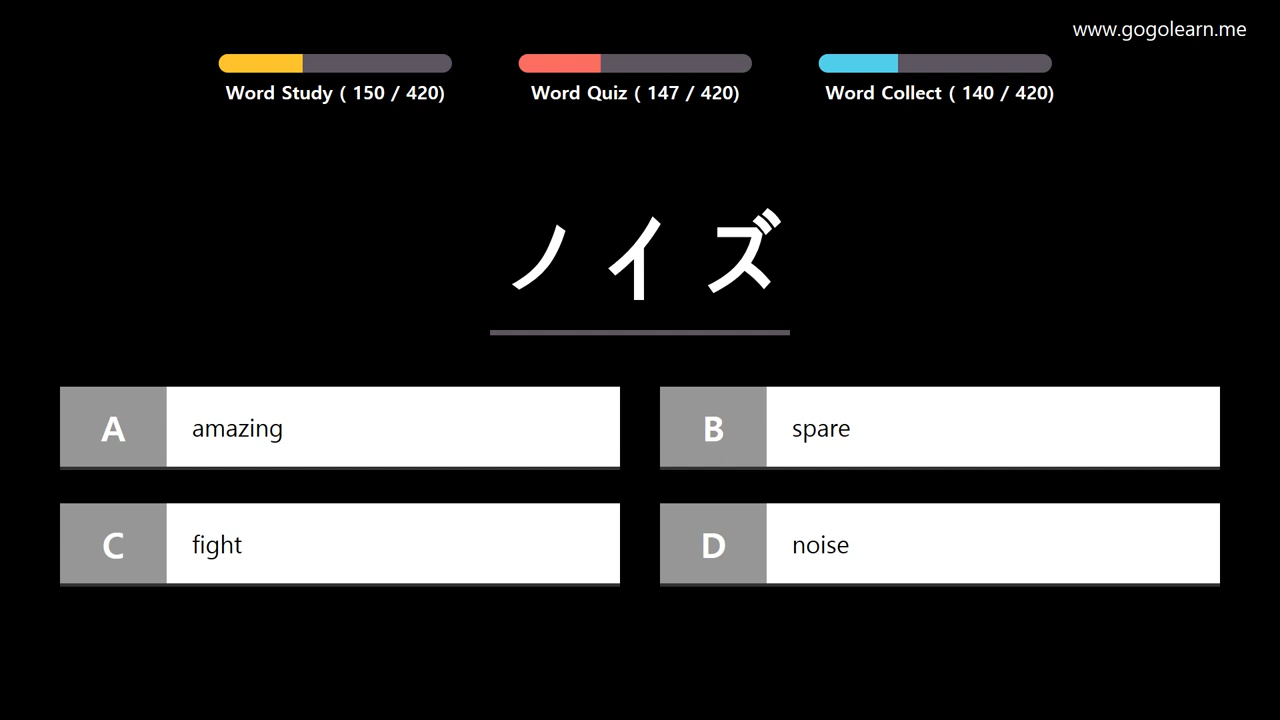 www.gogolearn.me
Word Study ( 150 / 420)
Word Quiz ( 147 / 420)
Word Collect ( 140 / 420)
ノイズ
A amazing
B spare
C fight
D noise